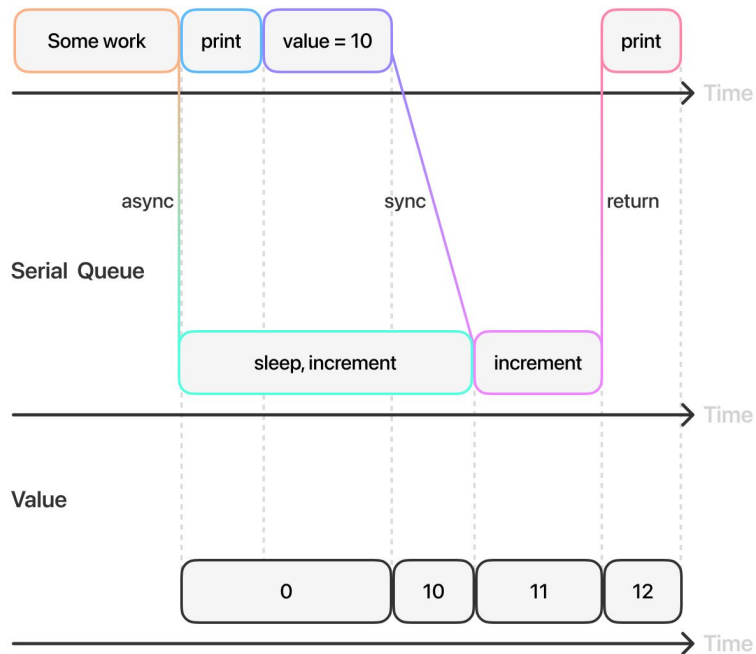 Some work
print
value = 10
print
Time
async
sync
return
Serial Queue
sleep, increment
increment
Time
Value
0
10
11
12
Time